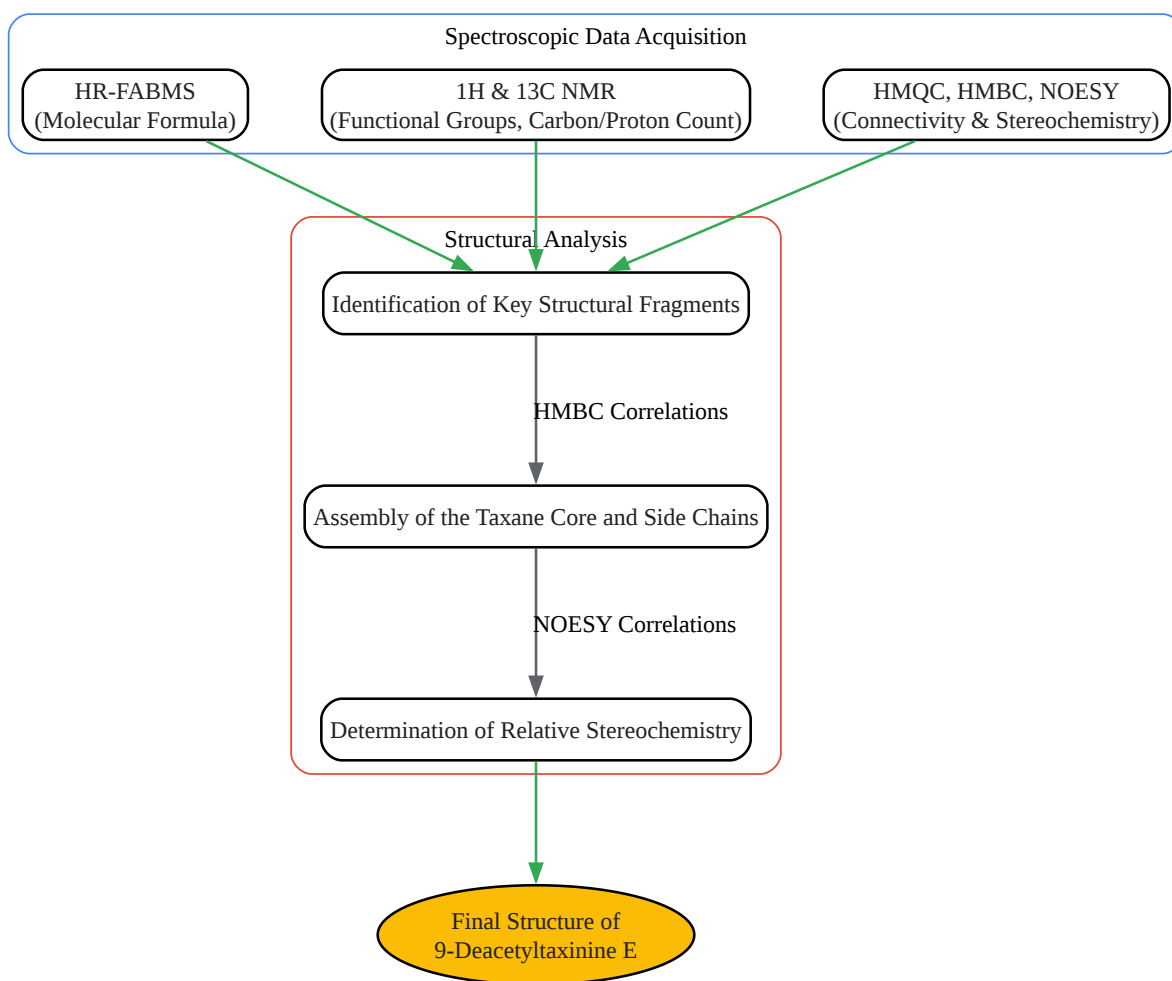 Spectroscopic Data Acquisition
HR-FABMS
(Molecular Formula)
1H & 13C NMR
(Functional Groups, Carbon/Proton Count)
HMQC, HMBC, NOESY
(Connectivity & Stereochemistry)
Structural Analysis
Identification of Key Structural Fragments
HMBC Correlations
Assembly of the Taxane Core and Side Chains
NOESY Correlations
Determination of Relative Stereochemistry
Final Structure of
9-Deacetyltaxinine E